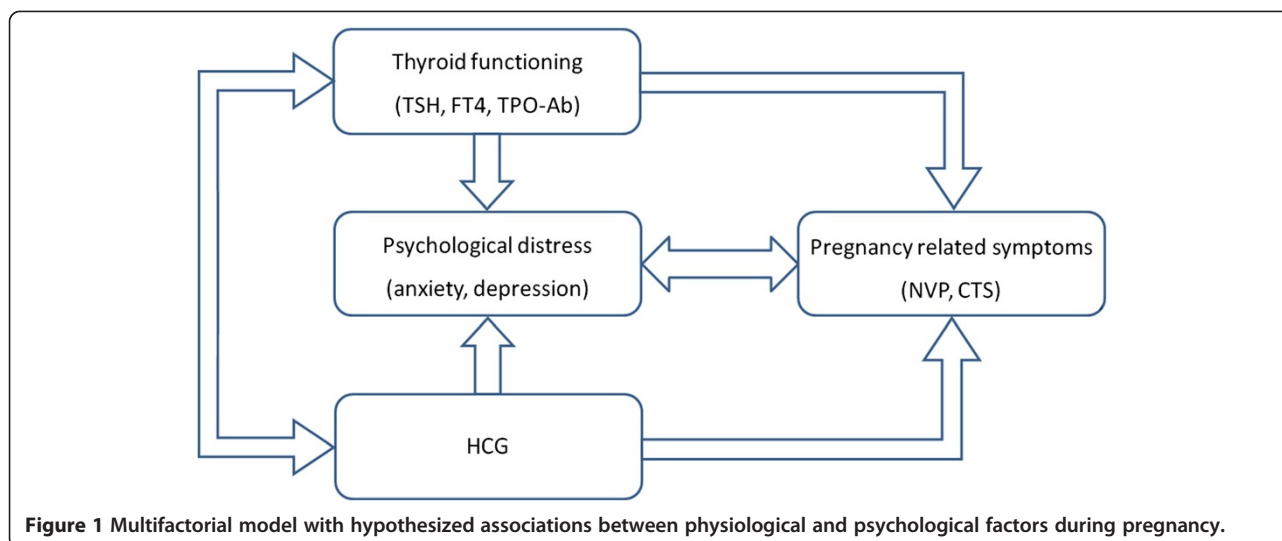 Thyroid functioning
(TSH, FT4, TPO-Ab)
Psychological distress
(anxiety, depression)
Pregnancy related symptoms
(NVP, CTS)
HCG
Figure 1 Multifactorial model with hypothesized associations between physiological and psychological factors during pregnancy.